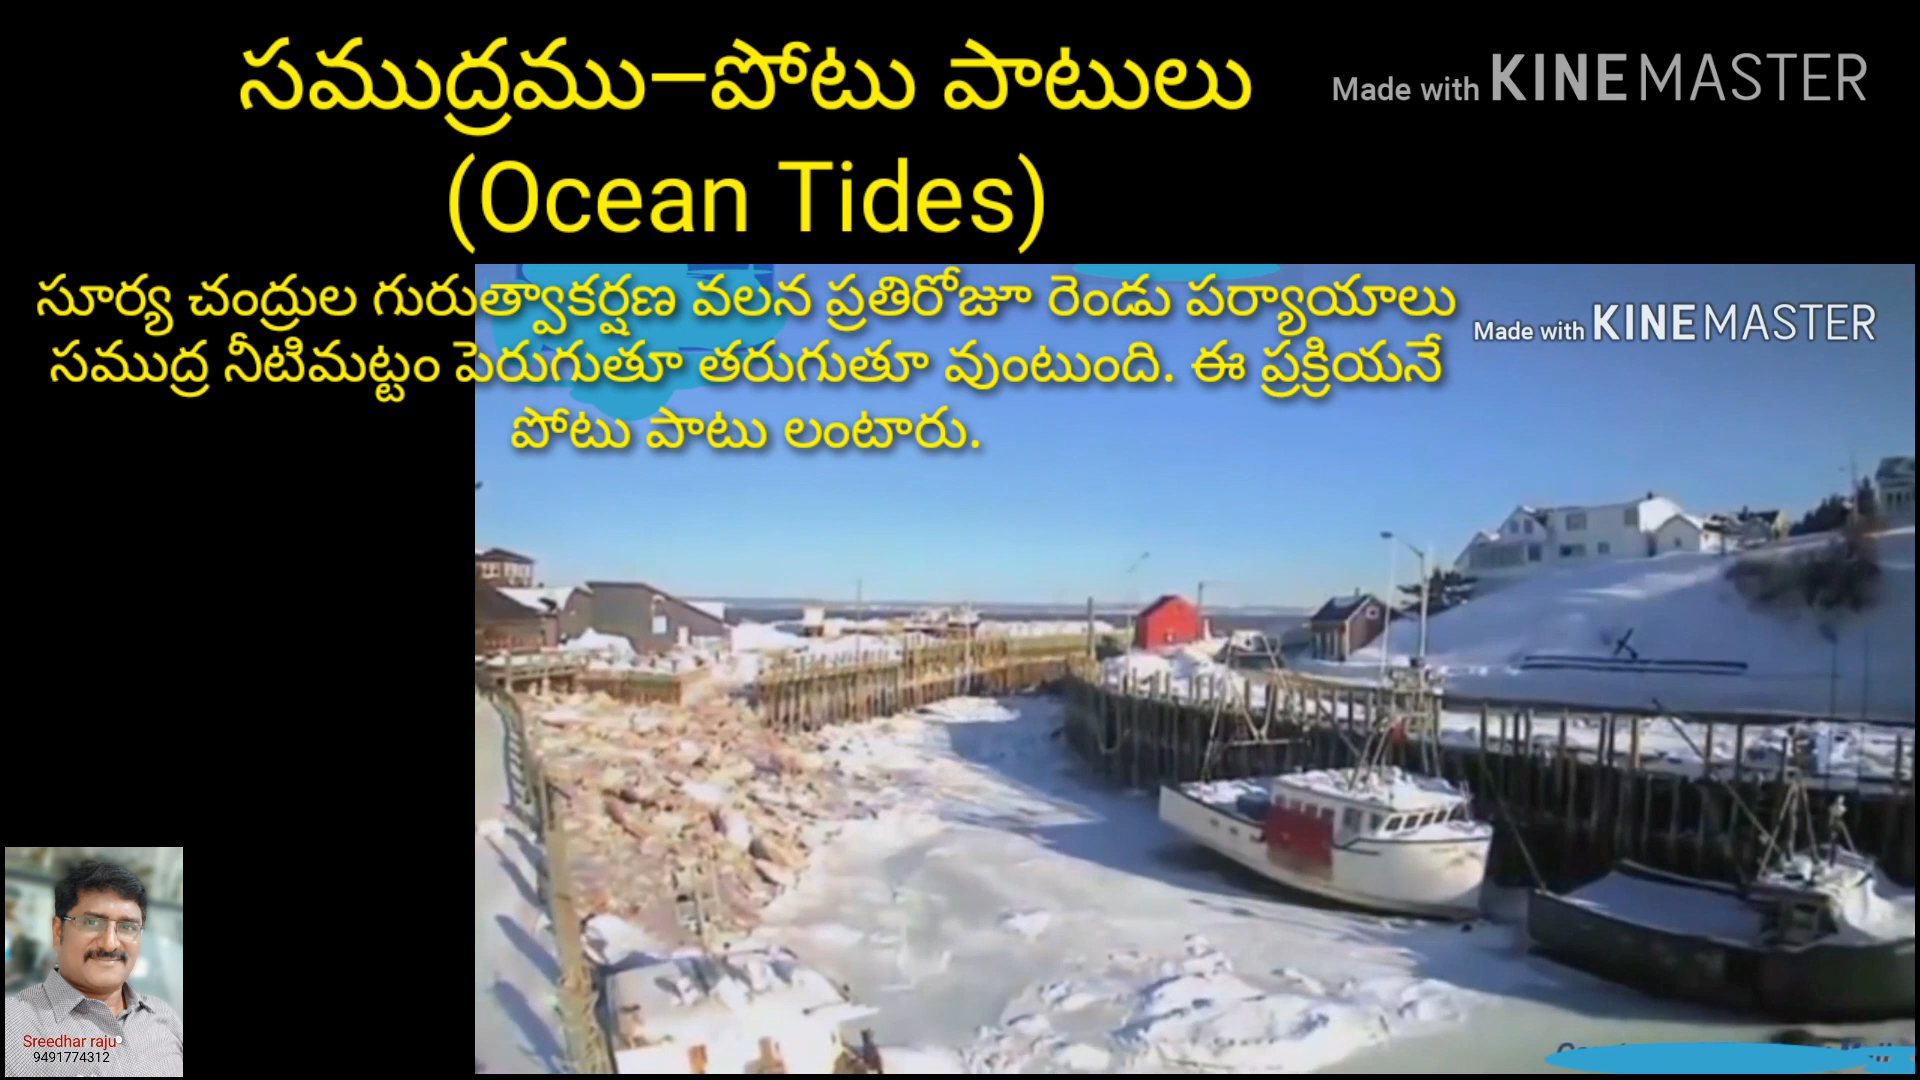 సముద్రము–పోటు పాటులు
Made with KINEMASTER
(Ocean Tides)
సూర్య చంద్రుల గురుత్వాకర్షణ వలన ప్రతిరోజూ రెండు పర్యాయాలు
సముద్ర నీటిమట్టం పెరుగుతూ తరుగుతూ వుంటుంది. ఈ ప్రక్రియనే
పోటు పాటు లంటారు.
Made with KINEMASTER
Sreedhar raju
9491774312